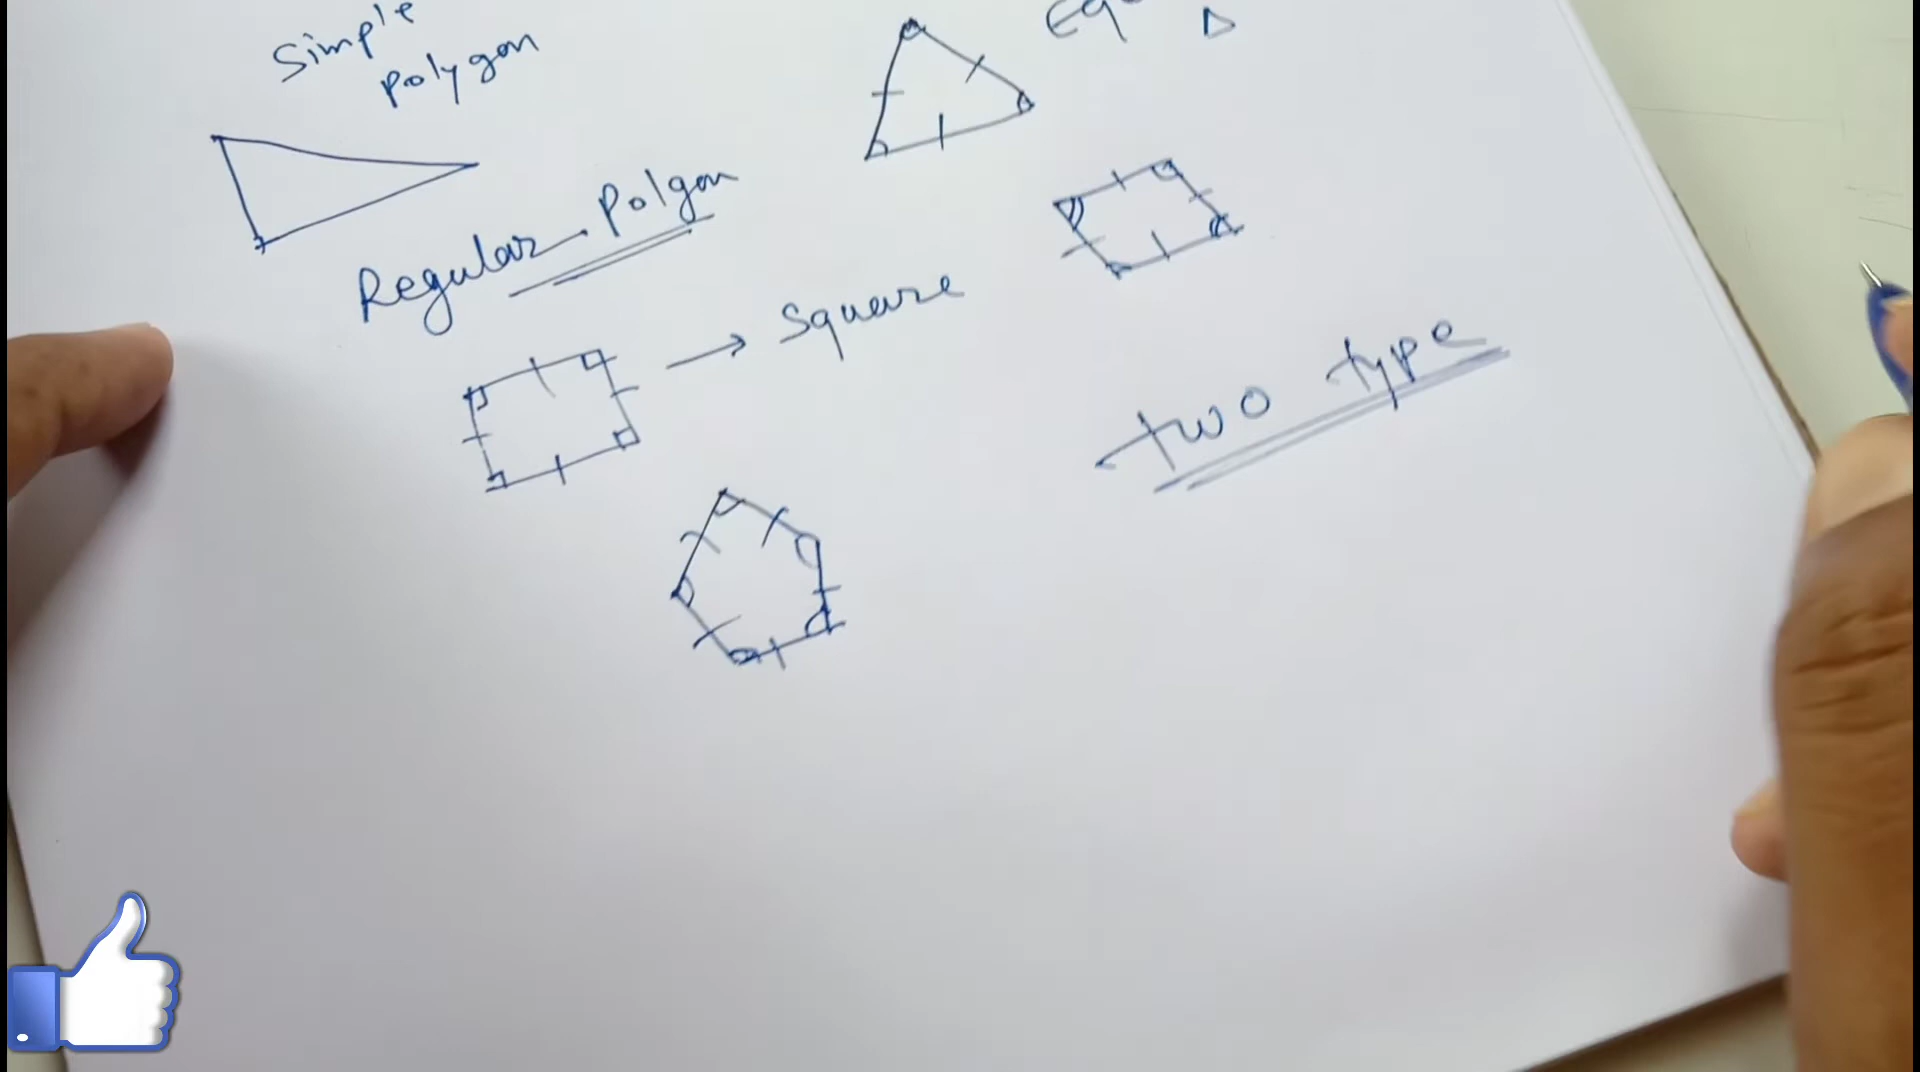 Simple
polygon
Regular Polgon
Square
two type